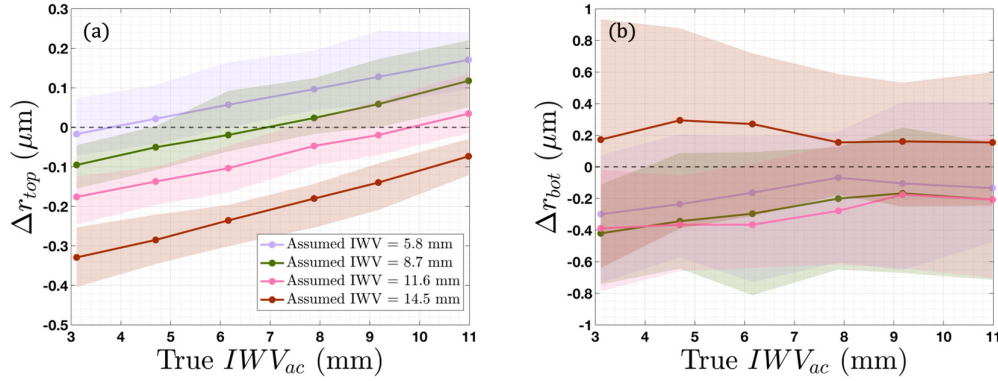 (a)
Δr_top (μm)
0.2
0.1
0
-0.1
-0.2
-0.3
-0.4
-0.5
3 4 5 6 7 8 9 10 11
True IWV_ac (mm)
Assumed IWV = 5.8 mm
Assumed IWV = 8.7 mm
Assumed IWV = 11.6 mm
Assumed IWV = 14.5 mm
(b)
Δr_bot (μm)
1
0.8
0.6
0.4
0.2
0
-0.2
-0.4
-0.6
-0.8
-1
3 4 5 6 7 8 9 10 11
True IWV_ac (mm)